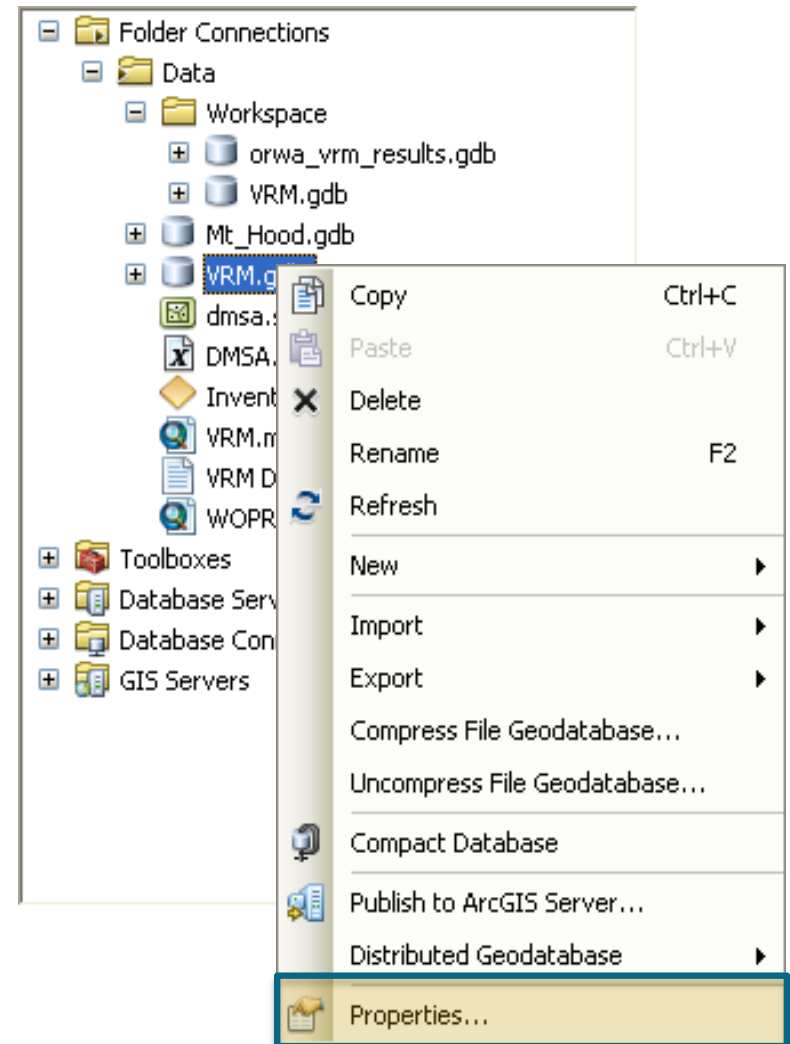 Folder Connections
Data
Workspace
orwa_vrm_results.gdb
VRM.gdb
Mt_Hood.gdb
VRM.g
dmsa.
DMSA.
Invent
VRM.m
VRM D
WOPR
Toolboxes
Database Serv
Database Con
GIS Servers
Copy Ctrl+C
Paste Ctrl+V
Delete
Rename F2
Refresh
New
Import
Export
Compress File Geodatabase...
Uncompress File Geodatabase...
Compact Database
Publish to ArcGIS Server...
Distributed Geodatabase
Properties...